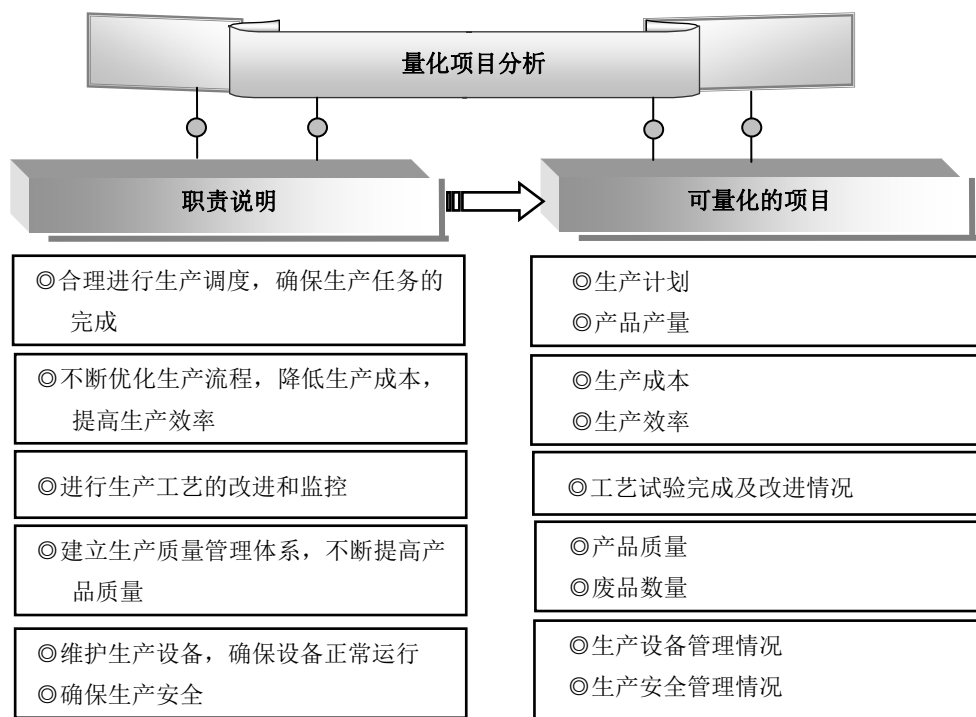 量化项目分析
职责说明
可量化的项目
◎合理进行生产调度，确保生产任务的
完成
◎生产计划
◎产品产量
◎不断优化生产流程，降低生产成本，
提高生产效率
◎生产成本
◎生产效率
◎进行生产工艺的改进和监控
◎工艺试验完成及改进情况
◎建立生产质量管理体系，不断提高产
品质量
◎产品质量
◎废品数量
◎维护生产设备，确保设备正常运行
◎确保生产安全
◎生产设备管理情况
◎生产安全管理情况